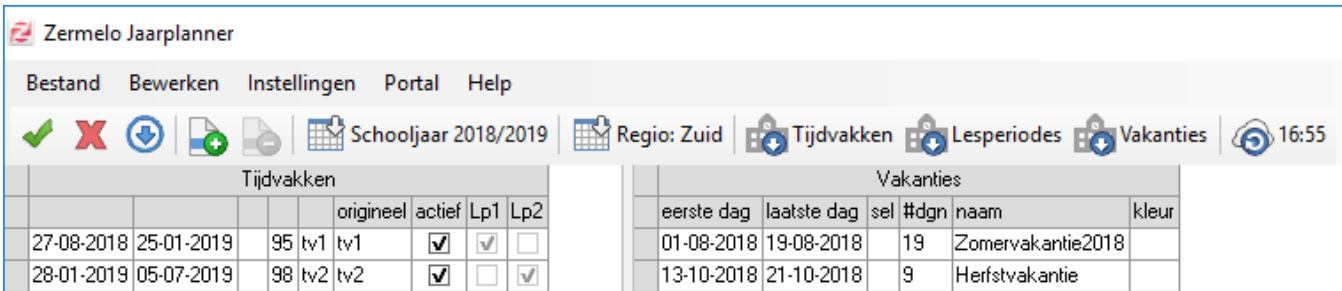 Zermelo Jaarplanner
Bestand Bewerken Instellingen Portal Help
Schooljaar 2018/2019 Regio: Zuid Tijdvakken Lesperiodes Vakanties 16:55
Tijdvakken Vakanties
origineel actief Lp1 Lp2 eerste dag laatste dag sel #dgn naam kleur
27-08-2018 25-01-2019 95 tv1 tv1 01-08-2018 19-08-2018 19 Zomervakantie2018
28-01-2019 05-07-2019 98 tv2 tv2 13-10-2018 21-10-2018 9 Herfstvakantie